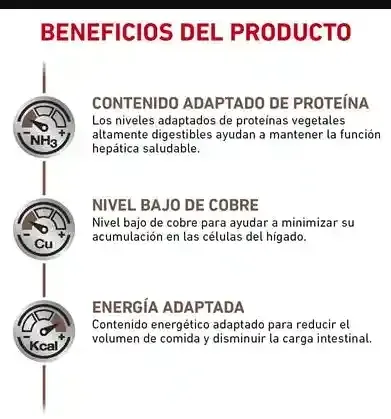 BENEFICIOS DEL PRODUCTO
CONTENIDO ADAPTADO DE PROTEÍNA
Los niveles adaptados de proteínas vegetales
altamente digestibles ayudan a mantener la función
hepática saludable.
- NH3 +
NIVEL BAJO DE COBRE
Nivel bajo de cobre para ayudar a minimizar su
acumulación en las células del hígado.
- Cu +
ENERGÍA ADAPTADA
Contenido energético adaptado para reducir el
volumen de comida y disminuir la carga intestinal.
- Kcal +